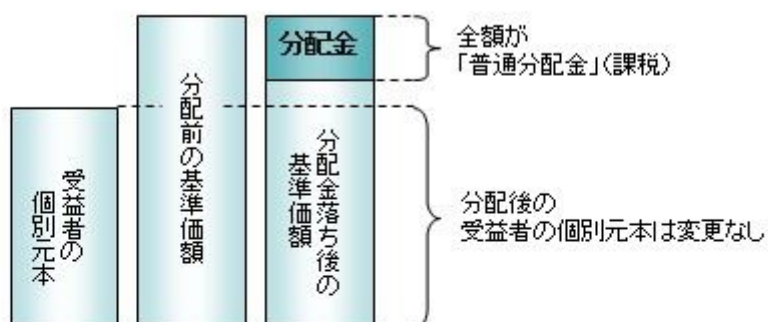 受益者の
個別元本
分配前の基準価額
分配金
分配金落ち後の
基準価額
全額が
「普通分配金」(課税)
分配後の
受益者の個別元本は変更なし